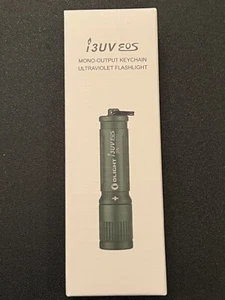 i3UV EOS
MONO-OUTPUT KEYCHAIN
ULTRAVIOLET FLASHLIGHT
OLIGHT i3UV EOS